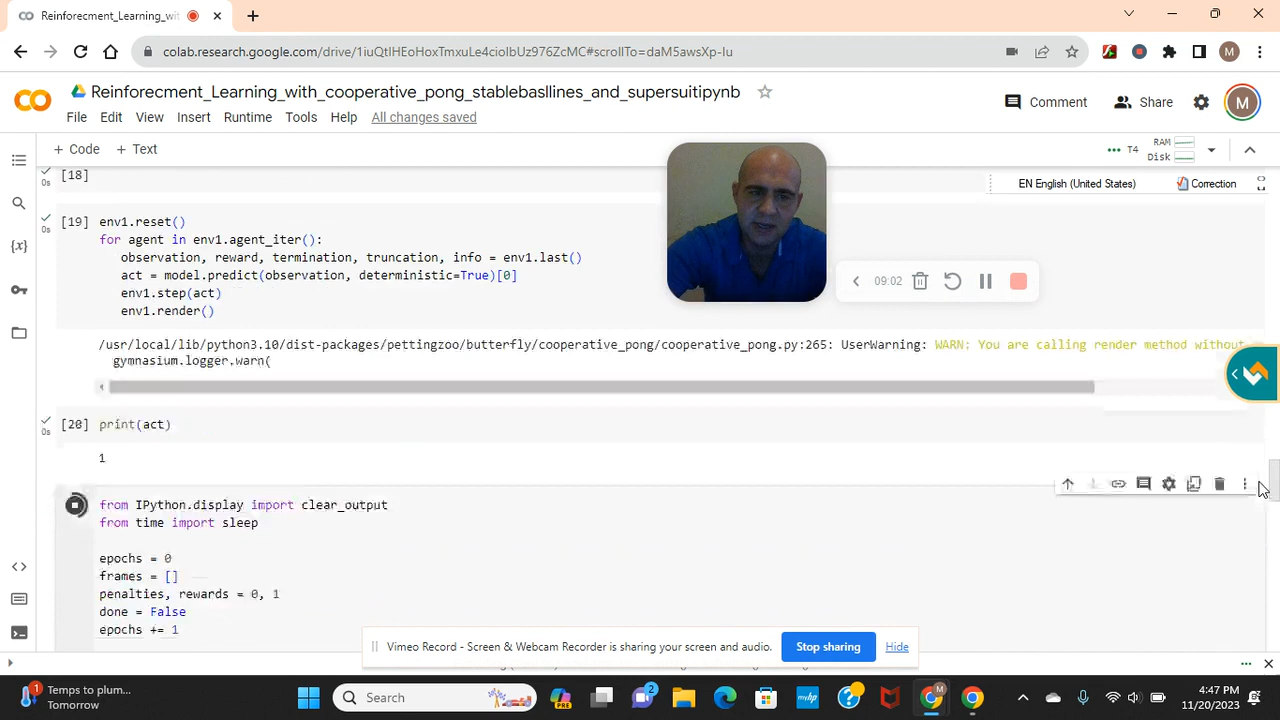 Reinforecment_Learning_wit
colab.research.google.com/drive/1iuQtIHEoHoxTmxuLe4cioIbUz976ZcMC#scrollTo=daM5awsXp-Iu
M
Reinforecment_Learning_with_cooperative_pong_stablebasllines_and_supersuitipynb
Comment
Share
M
File Edit View Insert Runtime Tools Help All changes saved
+ Code + Text
T4
RAM
Disk
EN English (United States)
Correction
[18]
0s
[19]
0s
env1.reset()
for agent in env1.agent_iter():
observation, reward, termination, truncation, info = env1.last()
act = model.predict(observation, deterministic=True)[0]
env1.step(act)
env1.render()
09:02
/usr/local/lib/python3.10/dist-packages/pettingzoo/butterfly/cooperative_pong/cooperative_pong.py:265: UserWarning: WARN: You are calling render method without
gymnasium.logger.warn(
[20] print(act)
0s
1
from IPython.display import clear_output
from time import sleep
epochs = 0
frames = []
penalties, rewards = 0, 1
done = False
epochs += 1
Vimeo Record - Screen & Webcam Recorder is sharing your screen and audio.
Stop sharing
Hide
1
Temps to plum...
Tomorrow
Search
PRE
2
M
4:47 PM
11/20/2023